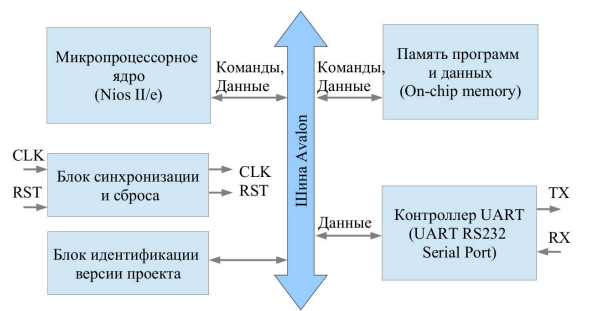 Микропроцессорное
ядро
(Nios II/e)
Команды,
Данные
Шина Avalon
Команды,
Данные
Память программ
и данных
(On-chip memory)
CLK
RST
Блок синхронизации
и сброса
CLK
RST
Данные
Контроллер UART
(UART RS232
Serial Port)
TX
RX
Блок идентификации
версии проекта